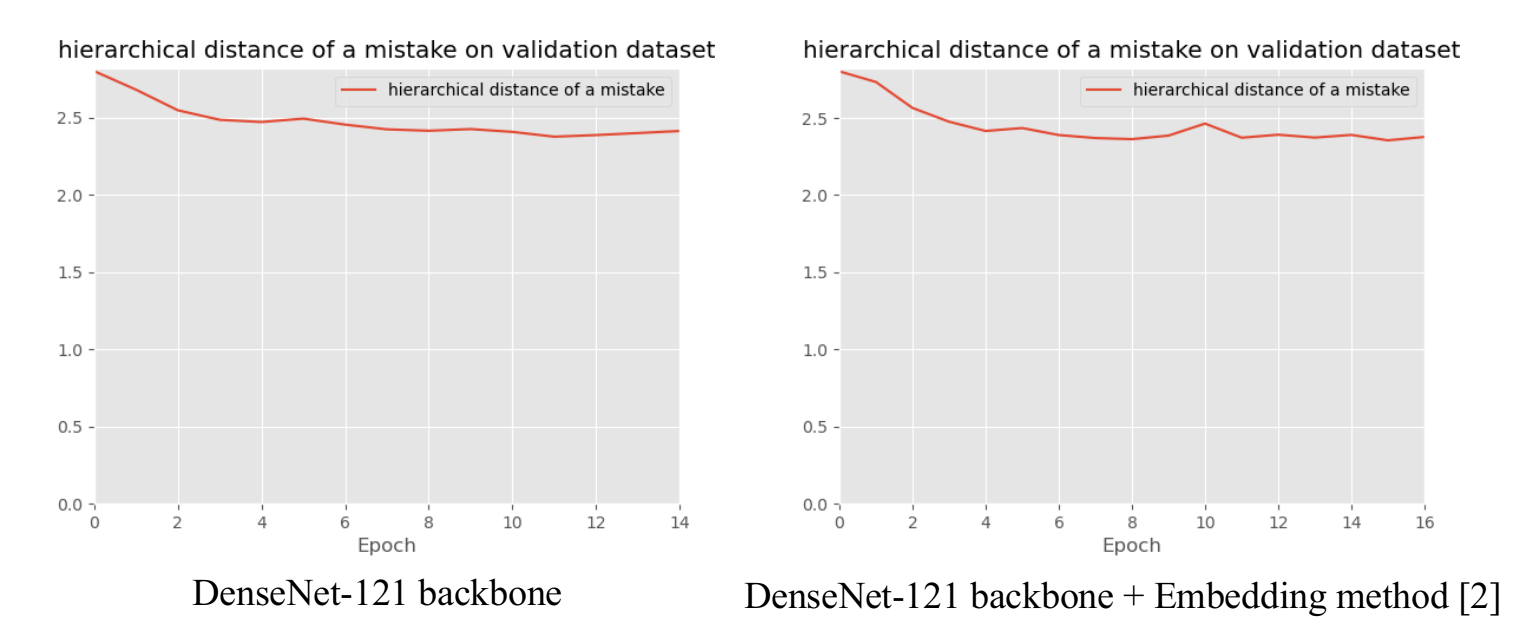 hierarchical distance of a mistake on validation dataset
hierarchical distance of a mistake
2.5
2.0
1.5
1.0
0.5
0.0
0 2 4 6 8 10 12 14
Epoch
DenseNet-121 backbone
hierarchical distance of a mistake on validation dataset
hierarchical distance of a mistake
2.5
2.0
1.5
1.0
0.5
0.0
0 2 4 6 8 10 12 14 16
Epoch
DenseNet-121 backbone + Embedding method [2]